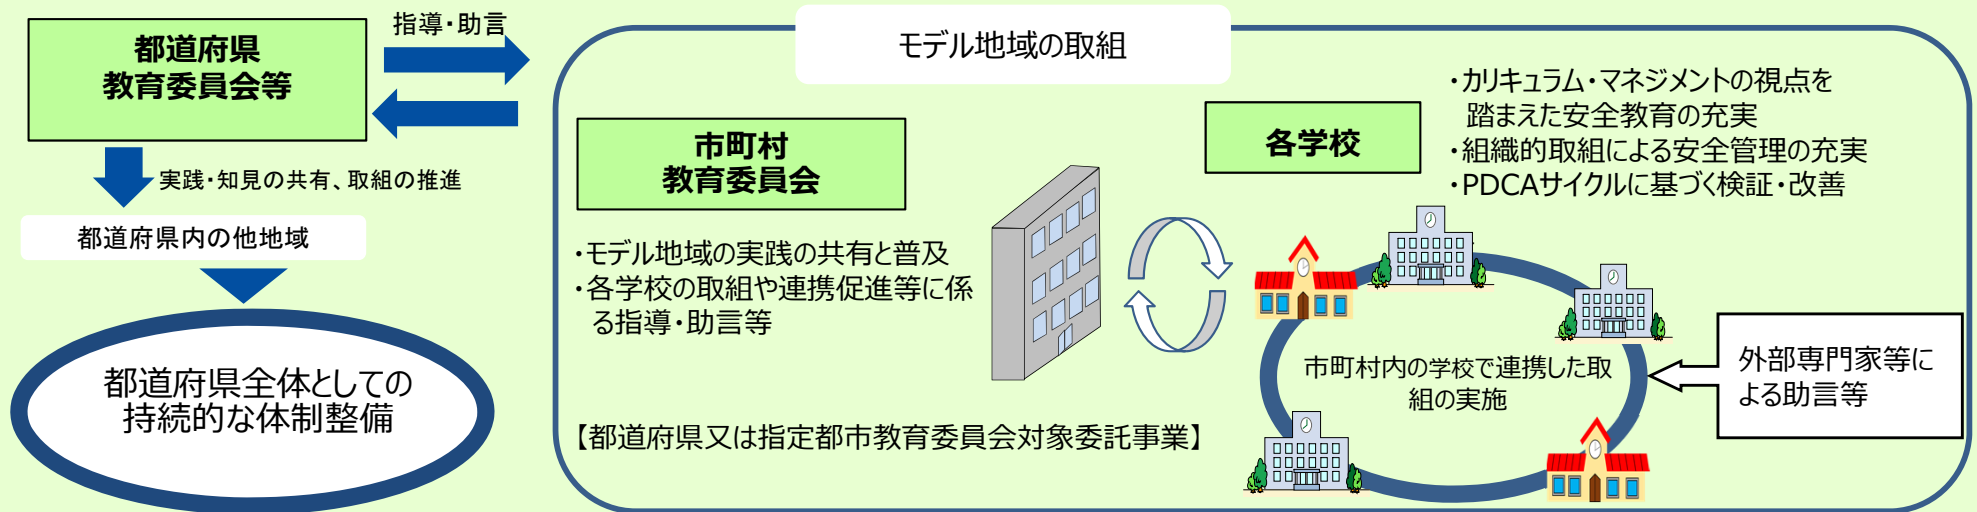 都道府県
教育委員会等
指導・助言
実践・知見の共有、取組の推進
都道府県内の他地域
都道府県全体としての
持続的な体制整備
モデル地域の取組
市町村
教育委員会
・モデル地域の実践の共有と普及
・各学校の取組や連携促進等に係
る指導・助言等
【都道府県又は指定都市教育委員会対象委託事業】
各学校
・カリキュラム・マネジメントの視点を
踏まえた安全教育の充実
・組織的取組による安全管理の充実
・PDCAサイクルに基づく検証・改善
市町村内の学校で連携した取
組の実施
外部専門家等に
よる助言等